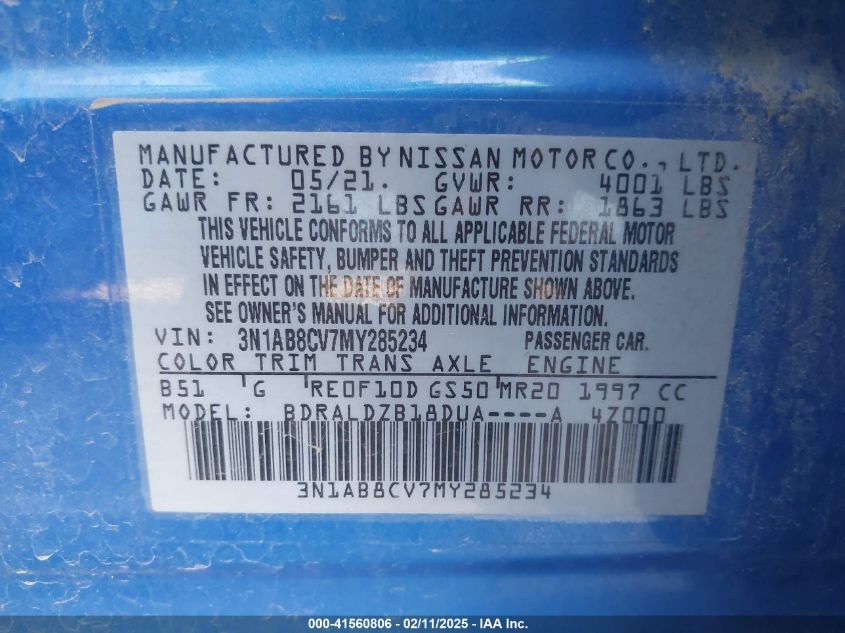 MANUFACTURED BY NISSAN MOTOR CO., LTD.
DATE: 05/21. GVWR: 4001 LBS
GAWR FR: 2161 LBS GAWR RR: 1863 LBS
THIS VEHICLE CONFORMS TO ALL APPLICABLE FEDERAL MOTOR
VEHICLE SAFETY, BUMPER AND THEFT PREVENTION STANDARDS
IN EFFECT ON THE DATE OF MANUFACTURE SHOWN ABOVE.
SEE OWNER'S MANUAL FOR ADDITIONAL INFORMATION.
VIN: 3N1AB8CV7MY285234 PASSENGER CAR.
COLOR TRIM TRANS AXLE ENGINE
B51 G RE0F10D GS50 MR20 1997 CC
MODEL: BDRALDZB18DUA----A 4Z000
3N1AB8CV7MY285234
000-41560806 - 02/11/2025 - IAA Inc.